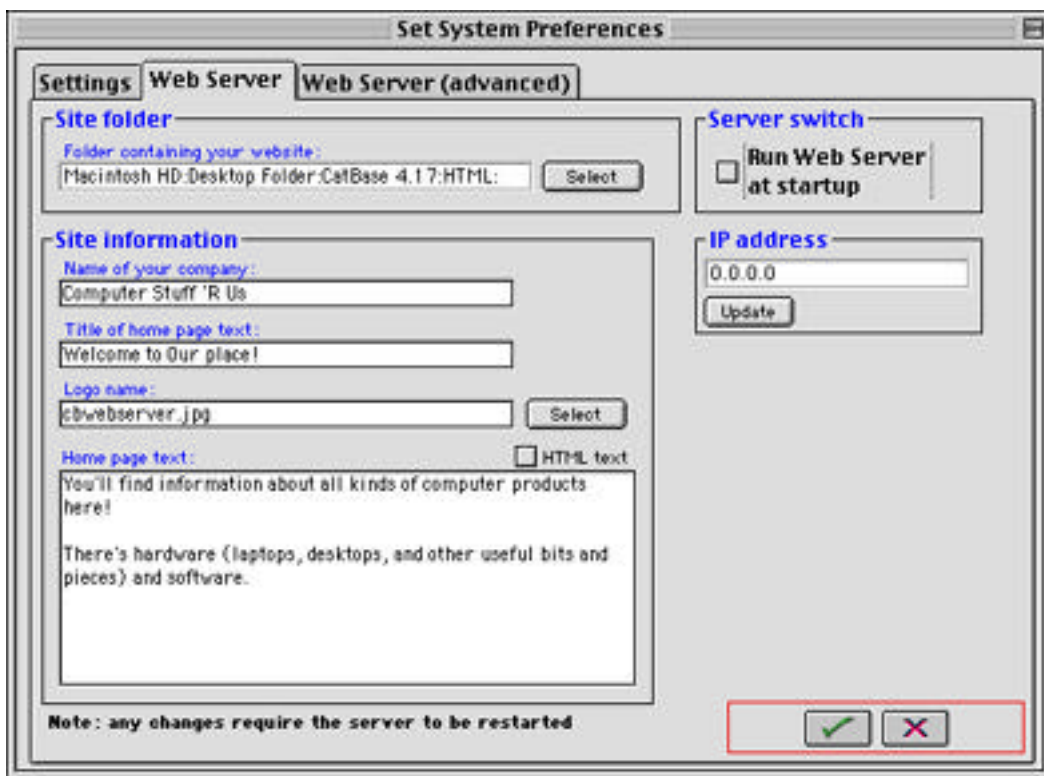 Set System Preferences
Settings
Web Server
Web Server (advanced)
Site folder
Folder containing your website:
Macintosh HD:Desktop Folder:CatBase 4.17:HTML:
Select
Server switch
Run Web Server
at startup
Site information
Name of your company:
Computer Stuff 'R Us
Title of home page text:
Welcome to Our place!
Logo name:
cbwebserver.jpg
Select
Home page text:
HTML text
You'll find information about all kinds of computer products
here!
There's hardware (laptops, desktops, and other useful bits and
pieces) and software.
IP address
0.0.0.0
Update
Note: any changes require the server to be restarted